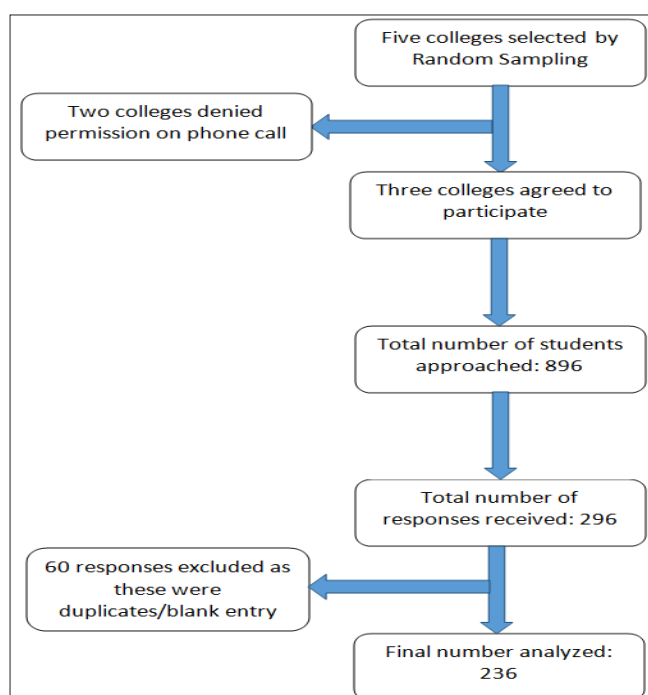 Five colleges selected by
Random Sampling
Two colleges denied
permission on phone call
Three colleges agreed to
participate
Total number of students
approached: 896
Total number of
responses received: 296
60 responses excluded as
these were
duplicates/blank entry
Final number analyzed:
236